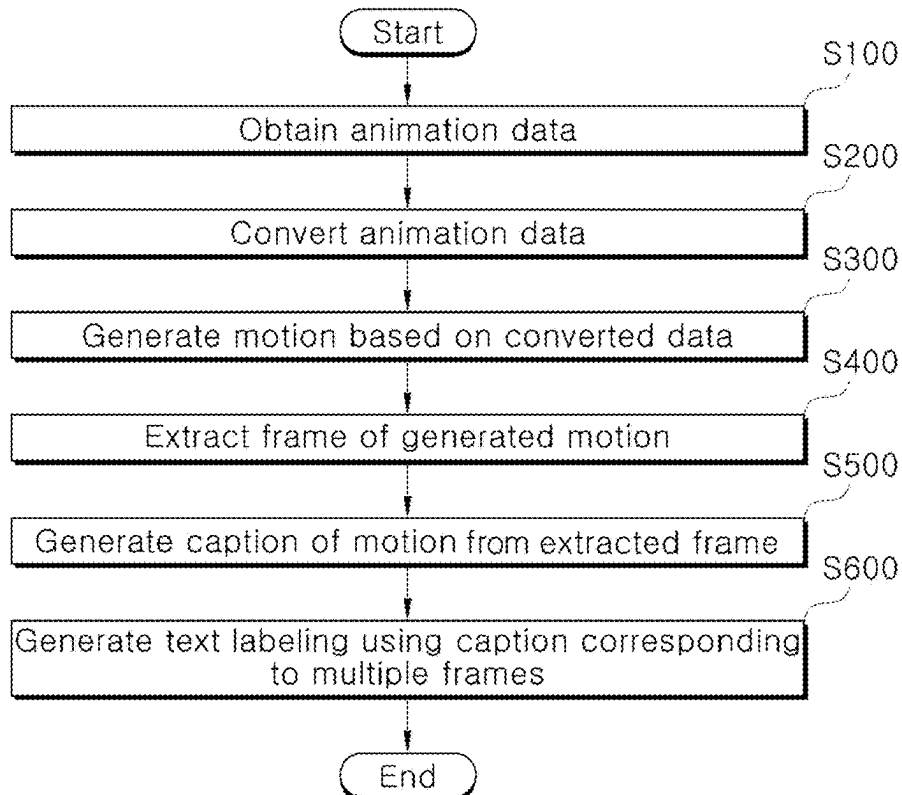 Start
S100
Obtain animation data
S200
Convert animation data
S300
Generate motion based on converted data
S400
Extract frame of generated motion
S500
Generate caption of motion from extracted frame
S600
Generate text labeling using caption corresponding
to multiple frames
End